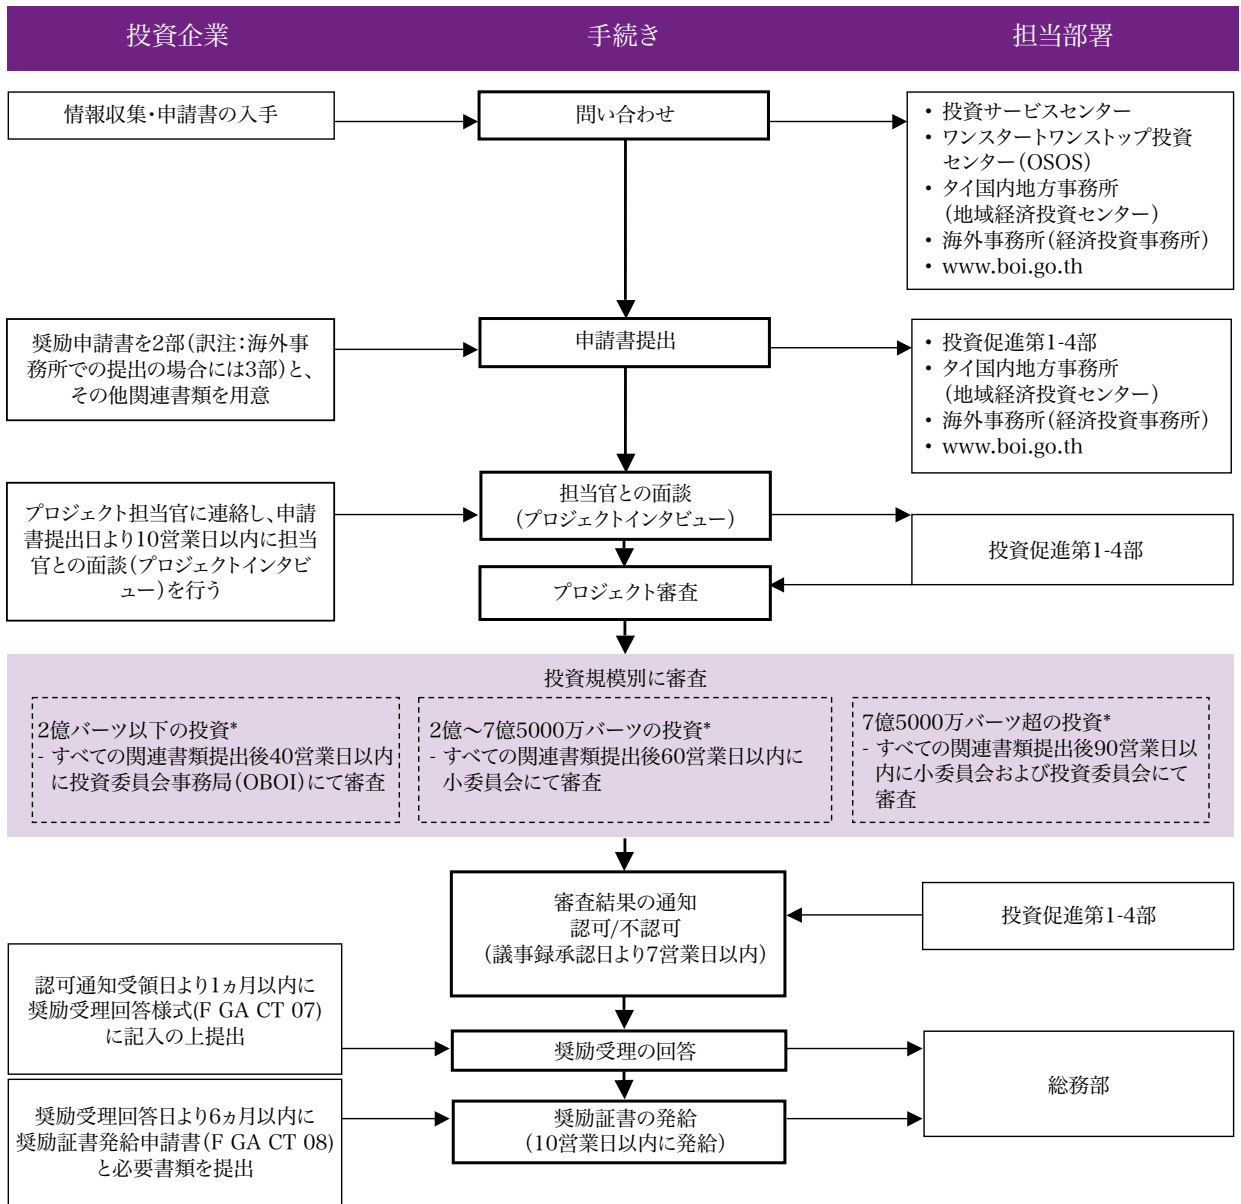 投資企業
手続き
担当部署
情報収集・申請書の入手
問い合わせ
・ 投資サービスセンター
・ ワンスタートワンストップ投資
センター(OSOS)
・ タイ国内地方事務所
(地域経済投資センター)
・ 海外事務所(経済投資事務所)
・ www.boi.go.th
奨励申請書を2部(訳注：海外事
務所での提出の場合には3部)と、
その他関連書類を用意
申請書提出
・ 投資促進第1-4部
・ タイ国内地方事務所
(地域経済投資センター)
・ 海外事務所(経済投資事務所)
・ www.boi.go.th
プロジェクト担当官に連絡し、申請
書提出日より10営業日以内に担当
官との面談(プロジェクトインタビ
ュー)を行う
担当官との面談
(プロジェクトインタビュー)
投資促進第1-4部
プロジェクト審査
投資規模別に審査
2億バーツ以下の投資*
- すべての関連書類提出後40営業日以内
に投資委員会事務局(OBOI)にて審査
2億〜7億5000万バーツの投資*
- すべての関連書類提出後60営業日以内に
小委員会にて審査
7億5000万バーツ超の投資*
- すべての関連書類提出後90営業日以
内に小委員会および投資委員会にて
審査
審査結果の通知
認可/不認可
(議事録承認日より7営業日以内)
投資促進第1-4部
認可通知受領日より1ヵ月以内に
奨励受理回答様式(F GA CT 07)
に記入の上提出
奨励受理の回答
総務部
奨励受理回答日より6ヵ月以内に
奨励証書発給申請書(F GA CT 08)
と必要書類を提出
奨励証書の発給
(10営業日以内に発給)